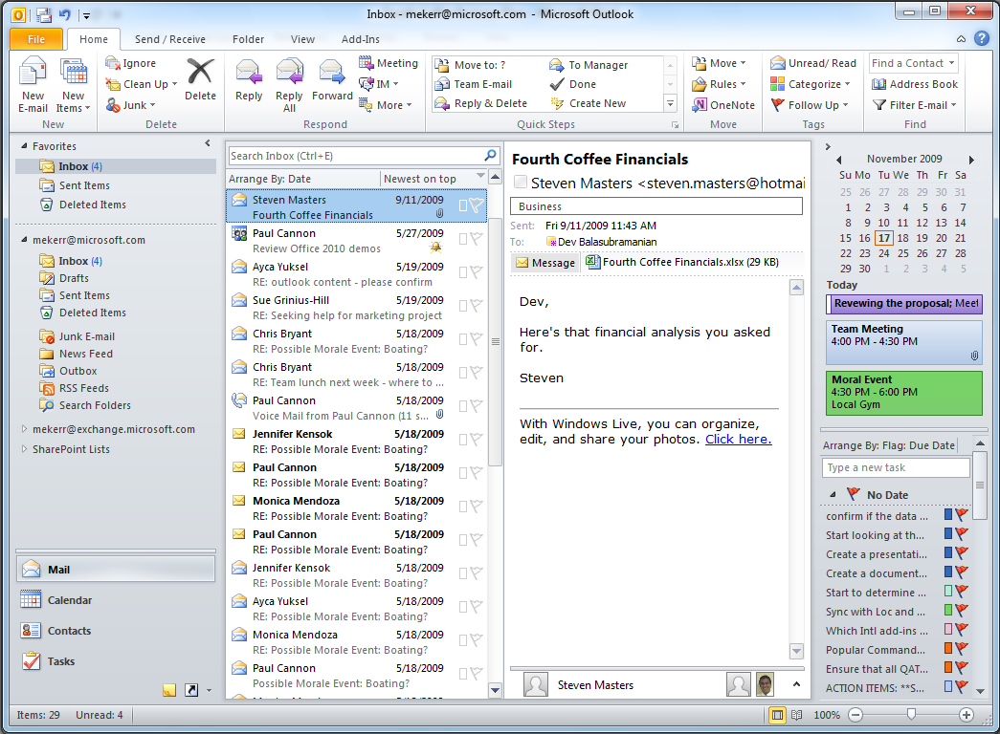 Inbox - mekerr@microsoft.com - Microsoft Outlook
File Home Send / Receive Folder View Add-Ins
New E-mail
New Items
New
Ignore
Clean Up
Junk
Delete
Delete
Reply
Reply All
Forward
Meeting
IM
More
Respond
Move to: ?
Team E-mail
Reply & Delete
To Manager
Done
Create New
Quick Steps
Move
Rules
OneNote
Move
Unread/ Read
Categorize
Follow Up
Tags
Find a Contact
Address Book
Filter E-mail
Find
Favorites
Inbox (4)
Sent Items
Deleted Items
mekerr@microsoft.com
Inbox (4)
Drafts
Sent Items
Deleted Items
Junk E-mail
News Feed
Outbox
RSS Feeds
Search Folders
mekerr@exchange.microsoft.com
SharePoint Lists
Mail
Calendar
Contacts
Tasks
Search Inbox (Ctrl+E)
Arrange By: Date Newest on top
Steven Masters 9/11/2009
Fourth Coffee Financials
Paul Cannon 5/27/2009
Review Office 2010 demos
Ayca Yuksel 5/19/2009
RE: outlook content - please confirm
Sue Grinius-Hill 5/19/2009
RE: Seeking help for marketing project
Chris Bryant 5/18/2009
RE: Possible Morale Event: Boating?
Chris Bryant 5/18/2009
RE: Team lunch next week - where to ...
Paul Cannon 5/18/2009
Voice Mail from Paul Cannon (11 s...
Jennifer Kensok 5/18/2009
RE: Possible Morale Event: Boating?
Paul Cannon 5/18/2009
RE: Possible Morale Event: Boating?
Monica Mendoza 5/18/2009
RE: Possible Morale Event: Boating?
Paul Cannon 5/18/2009
RE: Possible Morale Event: Boating?
Jennifer Kensok 5/18/2009
RE: Possible Morale Event: Boating?
Ayca Yuksel 5/18/2009
RE: Possible Morale Event: Boating?
Monica Mendoza 5/18/2009
RE: Possible Morale Event: Boating?
Paul Cannon 5/18/2009
Possible Morale Event: Boating?
Fourth Coffee Financials
Steven Masters <steven.masters@hotmai
Business
Sent: Fri 9/11/2009 11:43 AM
To: Dev Balasubramanian
Message Fourth Coffee Financials.xlsx (29 KB)
Dev,
Here's that financial analysis you asked
for.
Steven
With Windows Live, you can organize,
edit, and share your photos. Click here.
Steven Masters
November 2009
Su Mo Tu We Th Fr Sa
25 26 27 28 29 30 31
1 2 3 4 5 6 7
8 9 10 11 12 13 14
15 16 17 18 19 20 21
22 23 24 25 26 27 28
29 30 1 2 3 4 5
Today
Revewing the proposal; Meet
Team Meeting
4:00 PM - 4:30 PM
Moral Event
4:30 PM - 6:00 PM
Local Gym
Arrange By: Flag: Due Date
Type a new task
No Date
confirm if the data ...
Start looking at th...
Create a presentati...
Create a document...
Start to determine ...
Sync with Loc and ...
Which Intl add-ins ...
Popular Command...
Ensure that all QAT...
ACTION ITEMS: **S...
Items: 29 Unread: 4
100%